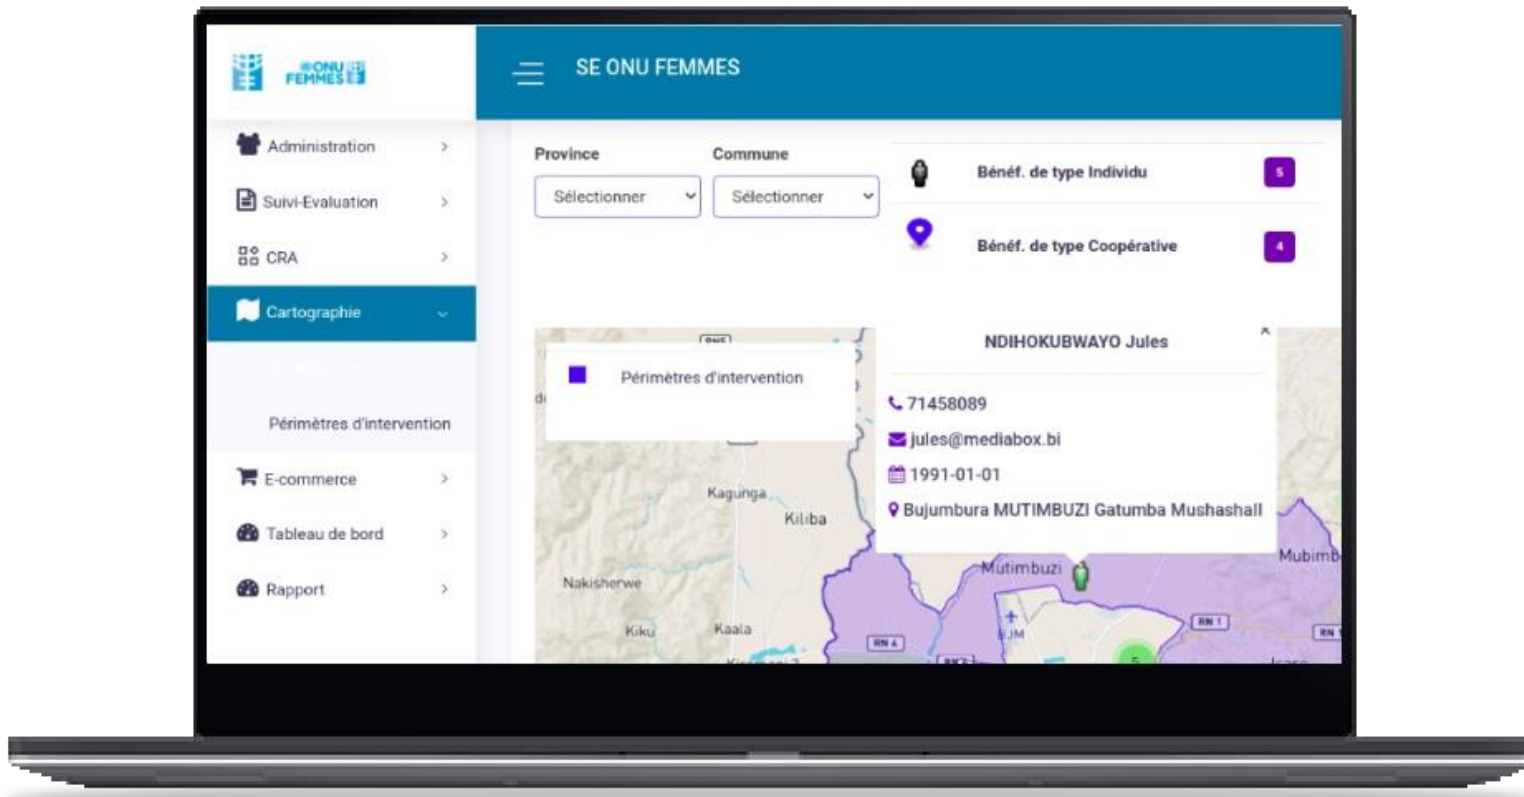 ONU
FEMMES
SE ONU FEMMES
Administration
Suivi-Evaluation
CRA
Cartographie
Périmètres d'intervention
E-commerce
Tableau de bord
Rapport
Province
Commune
Sélectionner
Sélectionner
Bénéf. de type Individu
5
Bénéf. de type Coopérative
4
Périmètres d'intervention
NDIHOKUBWAYO Jules
×
71458089
jules@mediabox.bi
1991-01-01
Bujumbura MUTIMBUZI Gatumba Mushashall
RN5
Kagunga
Kiliba
Nakisherwe
Kiku
Kaala
Mutimbuzi
Mubimb
BJM
RN 4
RN 1
5